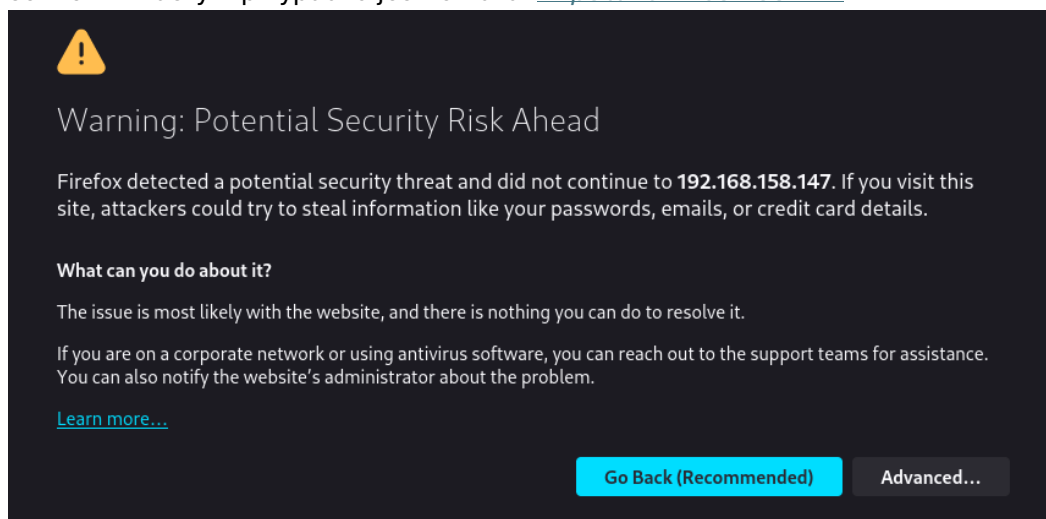 Warning: Potential Security Risk Ahead
Firefox detected a potential security threat and did not continue to 192.168.158.147. If you visit this
site, attackers could try to steal information like your passwords, emails, or credit card details.
What can you do about it?
The issue is most likely with the website, and there is nothing you can do to resolve it.
If you are on a corporate network or using antivirus software, you can reach out to the support teams for assistance.
You can also notify the website's administrator about the problem.
Learn more...
Go Back (Recommended)
Advanced...